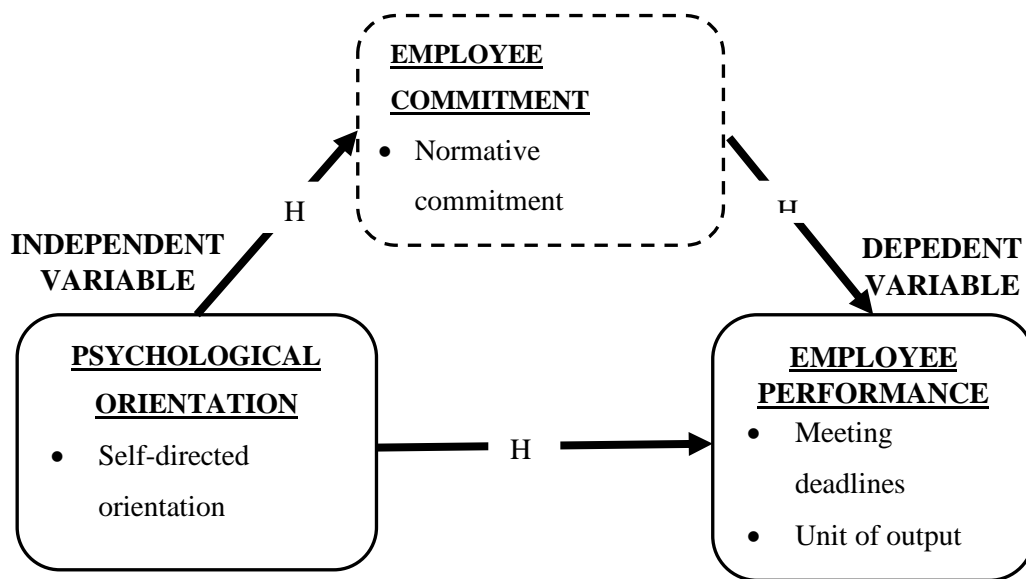 EMPLOYEE
COMMITMENT
• Normative
commitment
H
H
INDEPENDENT
VARIABLE
DEPEDENT
VARIABLE
PSYCHOLOGICAL
ORIENTATION
• Self-directed
orientation
H
EMPLOYEE
PERFORMANCE
• Meeting
deadlines
• Unit of output